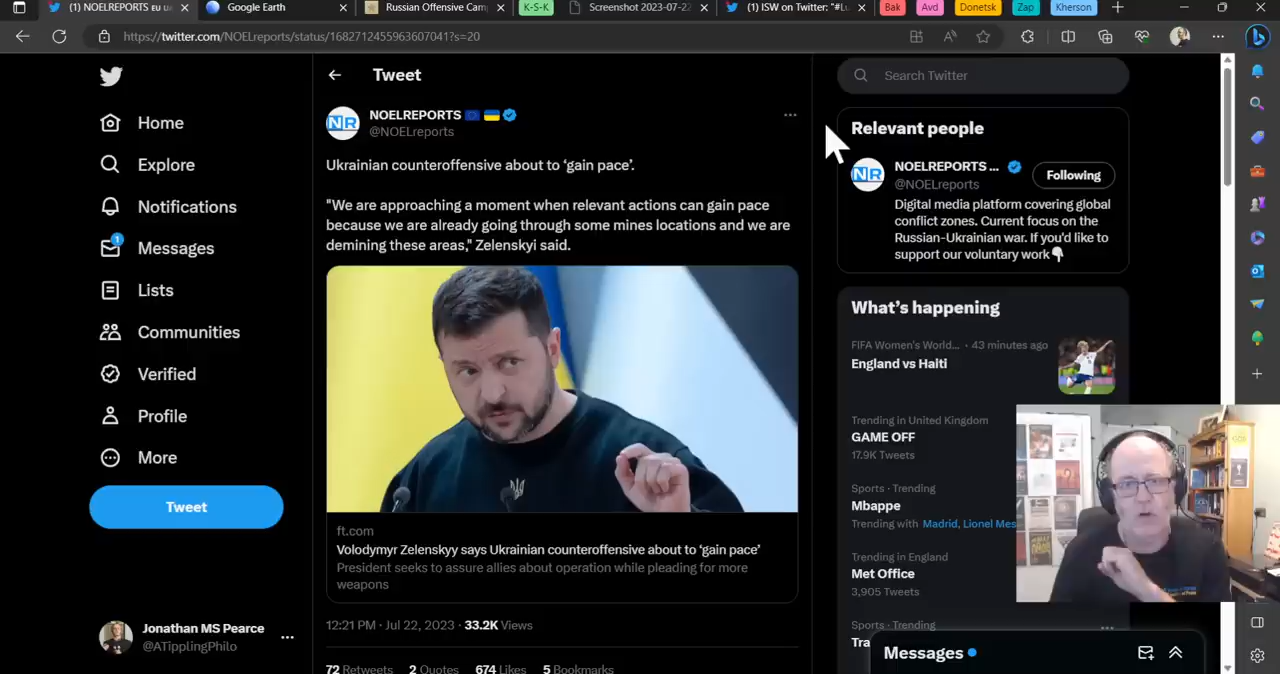 (1) NOELREPORTS EU
Google Earth
Russian Offensive Cam
K-S-K
Screenshot 2023-07-22
(1) ISW on Twitter: "#Lu
Bak
Avd
Donetsk
Zap
Kherson
https://twitter.com/NOELreports/status/1682712455963607041?s=20
Tweet
Search Twitter
Home
Explore
Notifications
1
Messages
Lists
Communities
Verified
Profile
More
Tweet
Jonathan MS Pearce
@ATipplingPhilo
NR
NOELREPORTS
@NOELreports
Ukrainian counteroffensive about to ‘gain pace’.
"We are approaching a moment when relevant actions can gain pace
because we are already going through some mines locations and we are
demining these areas," Zelenskyi said.
ft.com
Volodymyr Zelenskyy says Ukrainian counteroffensive about to ‘gain pace’
President seeks to assure allies about operation while pleading for more
weapons
12:21 PM · Jul 22, 2023 · 33.2K Views
72 Retweets 2 Quotes 674 Likes 5 Bookmarks
Relevant people
NR
NOELREPORTS ...
@NOELreports
Following
Digital media platform covering global
conflict zones. Current focus on the
Russian-Ukrainian war. If you'd like to
support our voluntary work
What's happening
FIFA Women's World... · 43 minutes ago
England vs Haiti
Trending in United Kingdom
GAME OFF
17.9K Tweets
Sports · Trending
Mbappe
Trending with Madrid, Lionel Mes
Trending in England
Met Office
3,905 Tweets
Sports · Trending
Tra
Messages